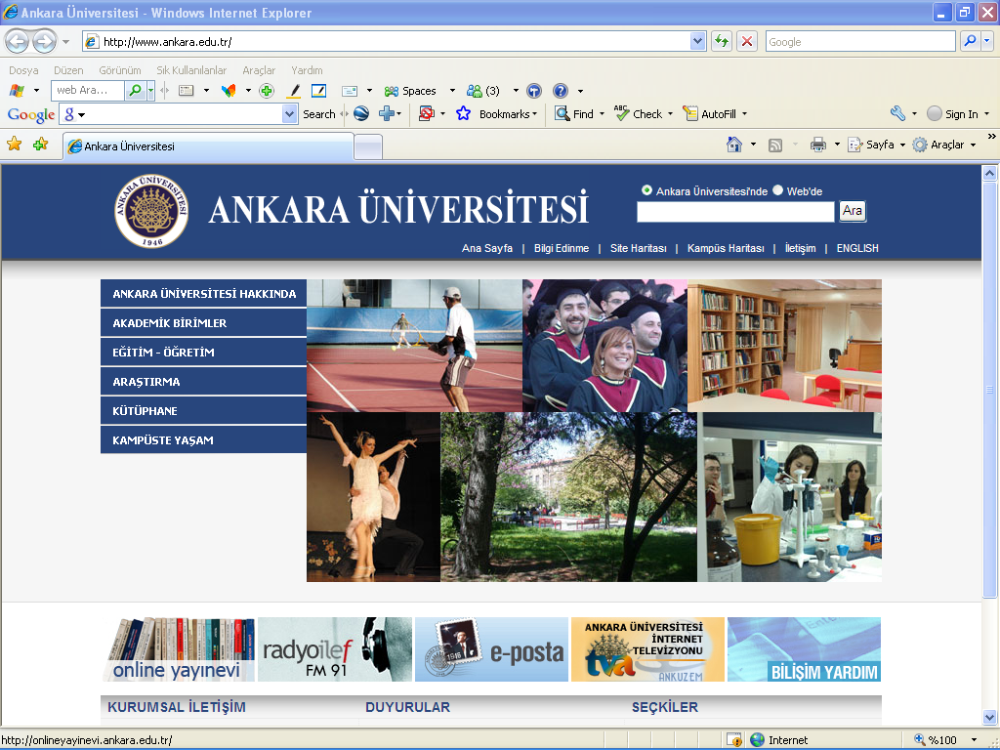 Ankara Üniversitesi - Windows Internet Explorer
http://www.ankara.edu.tr/
Google
Dosya Düzen Görünüm Sık Kullanılanlar Araçlar Yardım
web Ara... Spaces (3)
Google Search Bookmarks Find Check AutoFill Sign In
Ankara Üniversitesi Sayfa Araçlar
ANKARA ÜNİVERSİTESİ 1946
ANKARA ÜNİVERSİTESİ
Ankara Üniversitesi'nde Web'de
Ara
Ana Sayfa | Bilgi Edinme | Site Haritası | Kampüs Haritası | İletişim | ENGLISH
ANKARA ÜNİVERSİTESİ HAKKINDA
AKADEMİK BİRİMLER
EĞİTİM - ÖĞRETİM
ARAŞTIRMA
KÜTÜPHANE
KAMPÜSTE YAŞAM
online yayınevi
radyoilef
FM 91
1946
e-posta
ANKARA ÜNİVERSİTESİ
İNTERNET
TELEVİZYONU
tva
ANKUZEM
BİLİŞİM YARDIM
KURUMSAL İLETİŞİM DUYURULAR SEÇKİLER
http://onlineyayinevi.ankara.edu.tr/ Internet %100